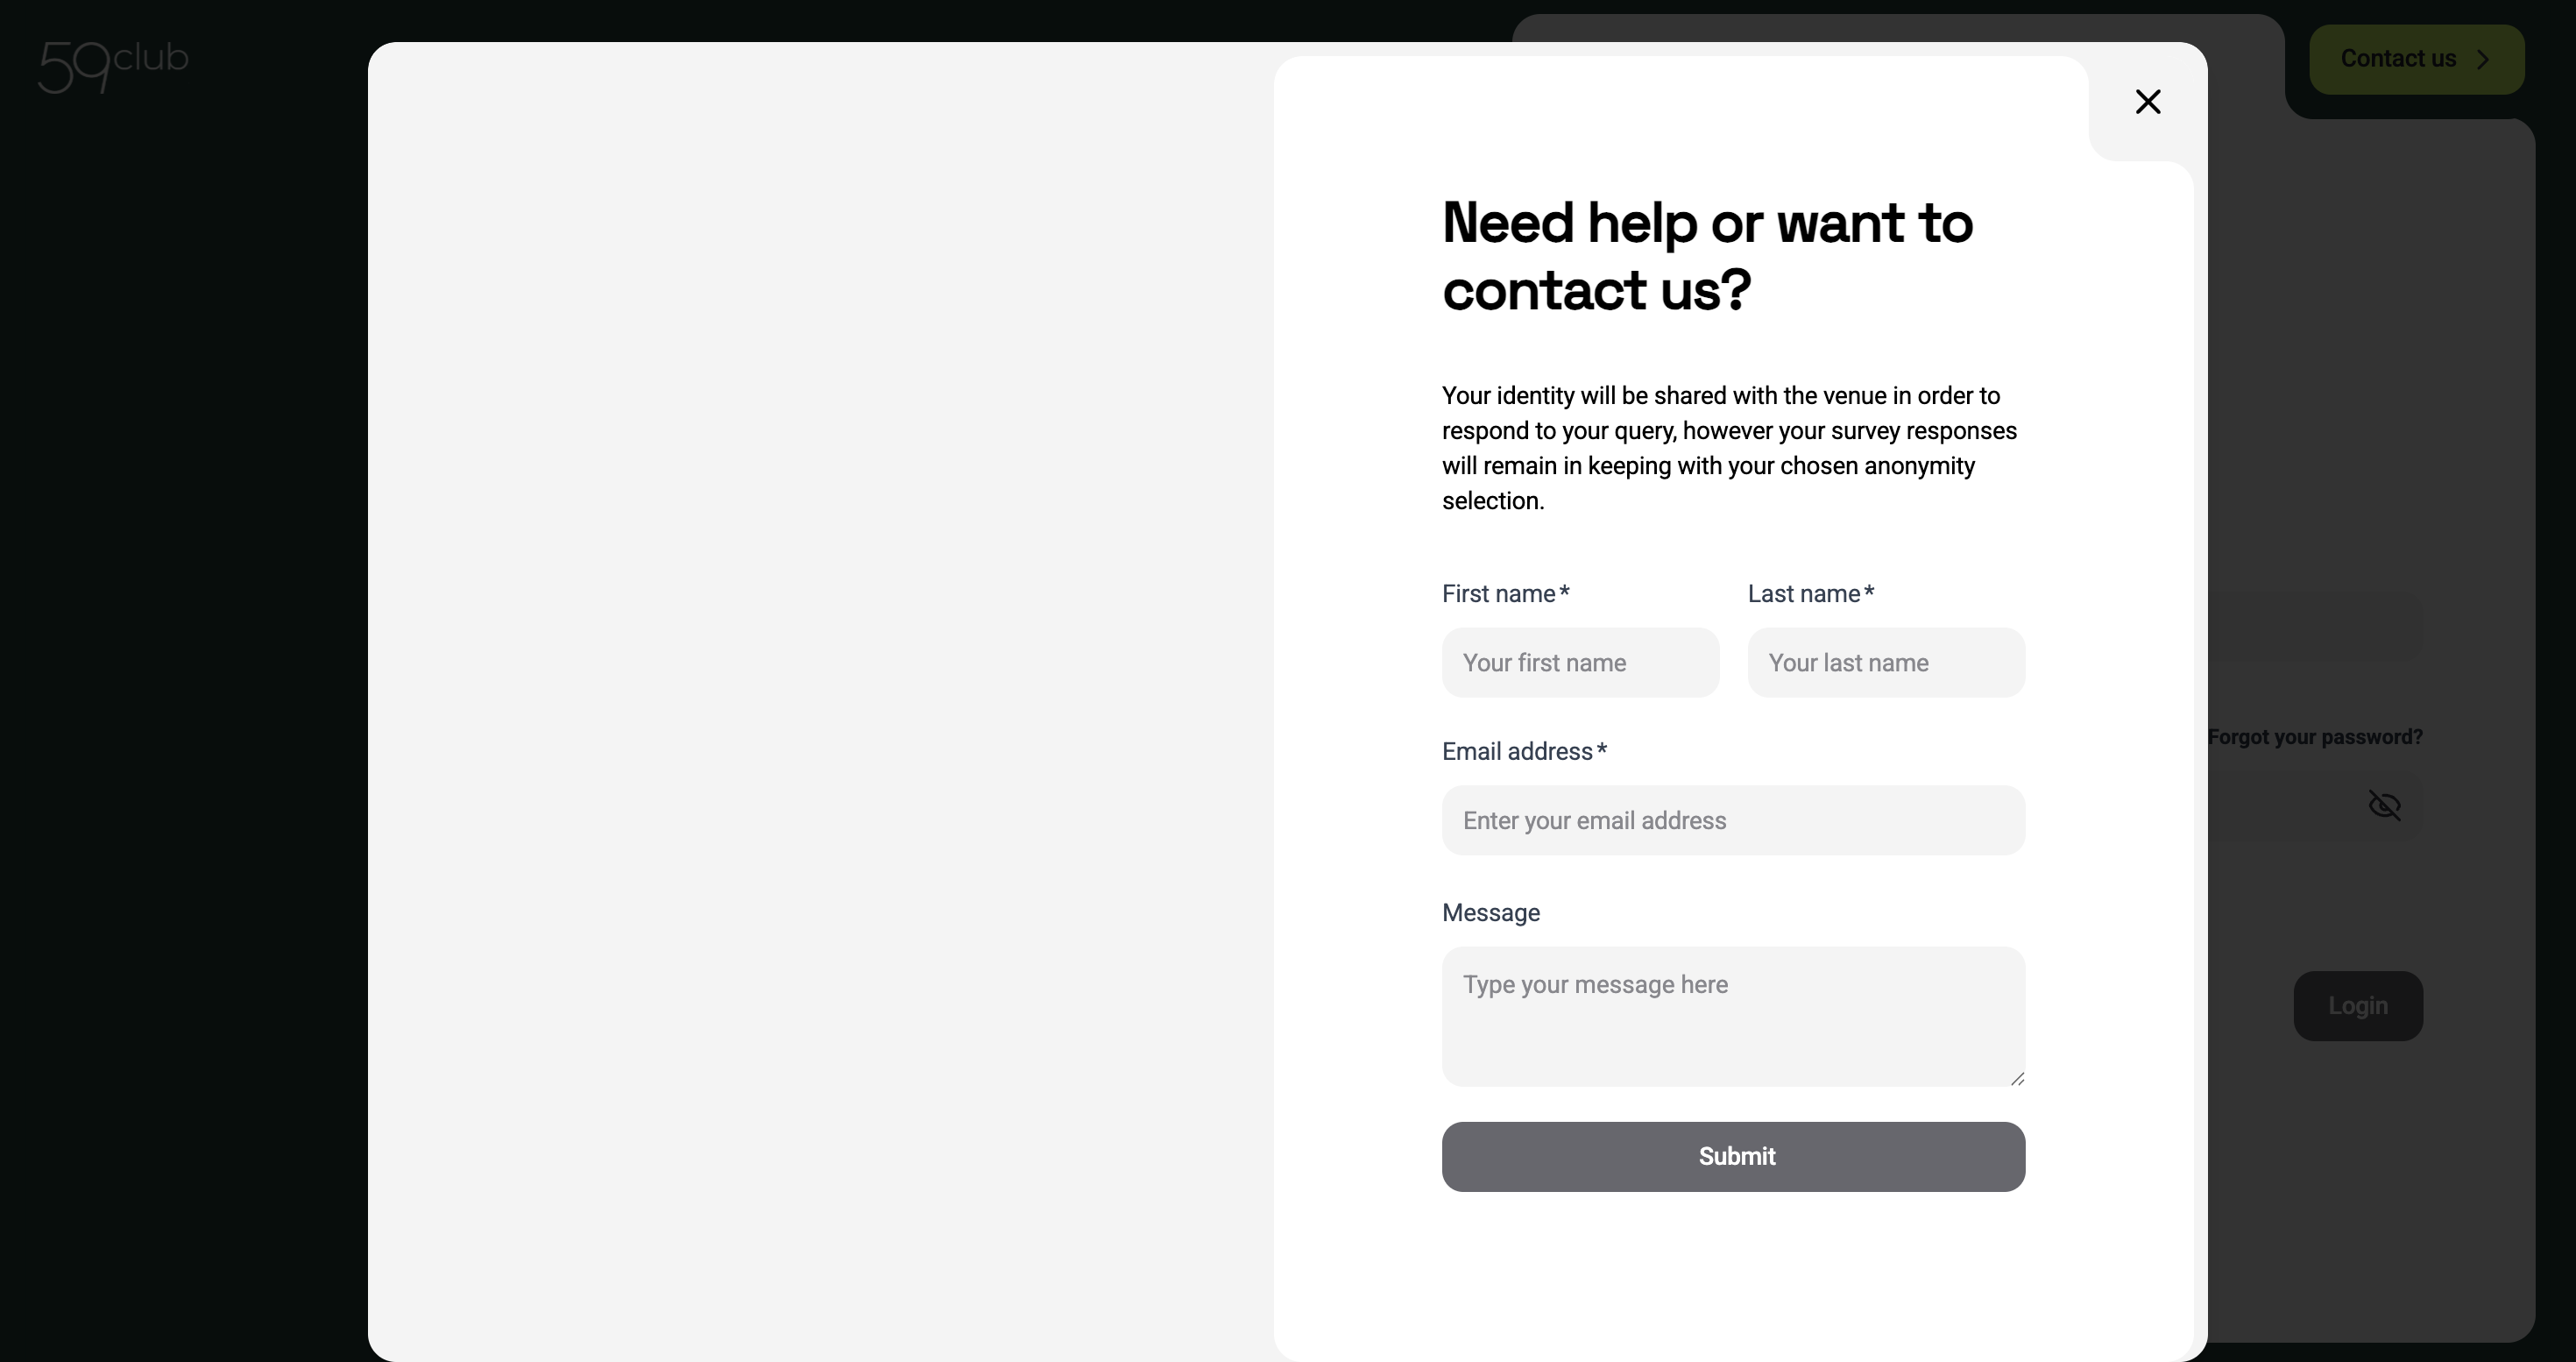 59club
Contact us
Need help or want to
contact us?
Your identity will be shared with the venue in order to
respond to your query, however your survey responses
will remain in keeping with your chosen anonymity
selection.
First name*
Last name*
Your first name
Your last name
Email address*
Enter your email address
Message
Type your message here
Submit
Forgot your password?
Login